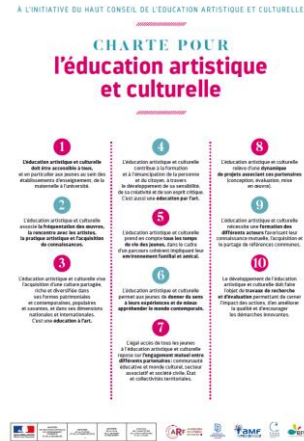 À L'INITIATIVE DU HAUT CONSEIL DE L'ÉDUCATION ARTISTIQUE ET CULTURELLE
CHARTE POUR
l'éducation artistique
et culturelle
1
L'éducation artistique et culturelle
doit être accessible à tous,
et en particulier aux jeunes au sein des
établissements d'enseignement, de la
maternelle à l'université.
2
L'éducation artistique et culturelle
associe la fréquentation des œuvres,
la rencontre avec les artistes,
la pratique artistique et l'acquisition
de connaissances.
3
L'éducation artistique et culturelle vise
l'acquisition d'une culture partagée,
riche et diversifiée dans
ses formes patrimoniales
et contemporaines, populaires
et savantes, et dans ses dimensions
nationales et internationales.
C'est une éducation à l'art.
4
L'éducation artistique et culturelle
contribue à la formation
et à l'émancipation de la personne
et du citoyen, à travers
le développement de sa sensibilité,
de sa créativité et de son esprit critique.
C'est aussi une éducation par l'art.
5
L'éducation artistique et culturelle
prend en compte tous les temps
de vie des jeunes, dans le cadre
d'un parcours cohérent impliquant leur
environnement familial et amical.
6
L'éducation artistique et culturelle
permet aux jeunes de donner du sens
à leurs expériences et de mieux
appréhender le monde contemporain.
7
L'égal accès de tous les jeunes
à l'éducation artistique et culturelle
repose sur l'engagement mutuel entre
différents partenaires : communauté
éducative et monde culturel, secteur
associatif et société civile, État
et collectivités territoriales.
8
L'éducation artistique et culturelle
relève d'une dynamique
de projets associant ses partenaires
(conception, évaluation, mise
en œuvre).
9
L'éducation artistique et culturelle
nécessite une formation des
différents acteurs favorisant leur
connaissance mutuelle, l'acquisition et
le partage de références communes.
10
Le développement de l'éducation
artistique et culturelle doit faire
l'objet de travaux de recherche
et d'évaluation permettant de cerner
l'impact des actions, d'en améliorer
la qualité et d'encourager
les démarches innovantes.
ARF
amf